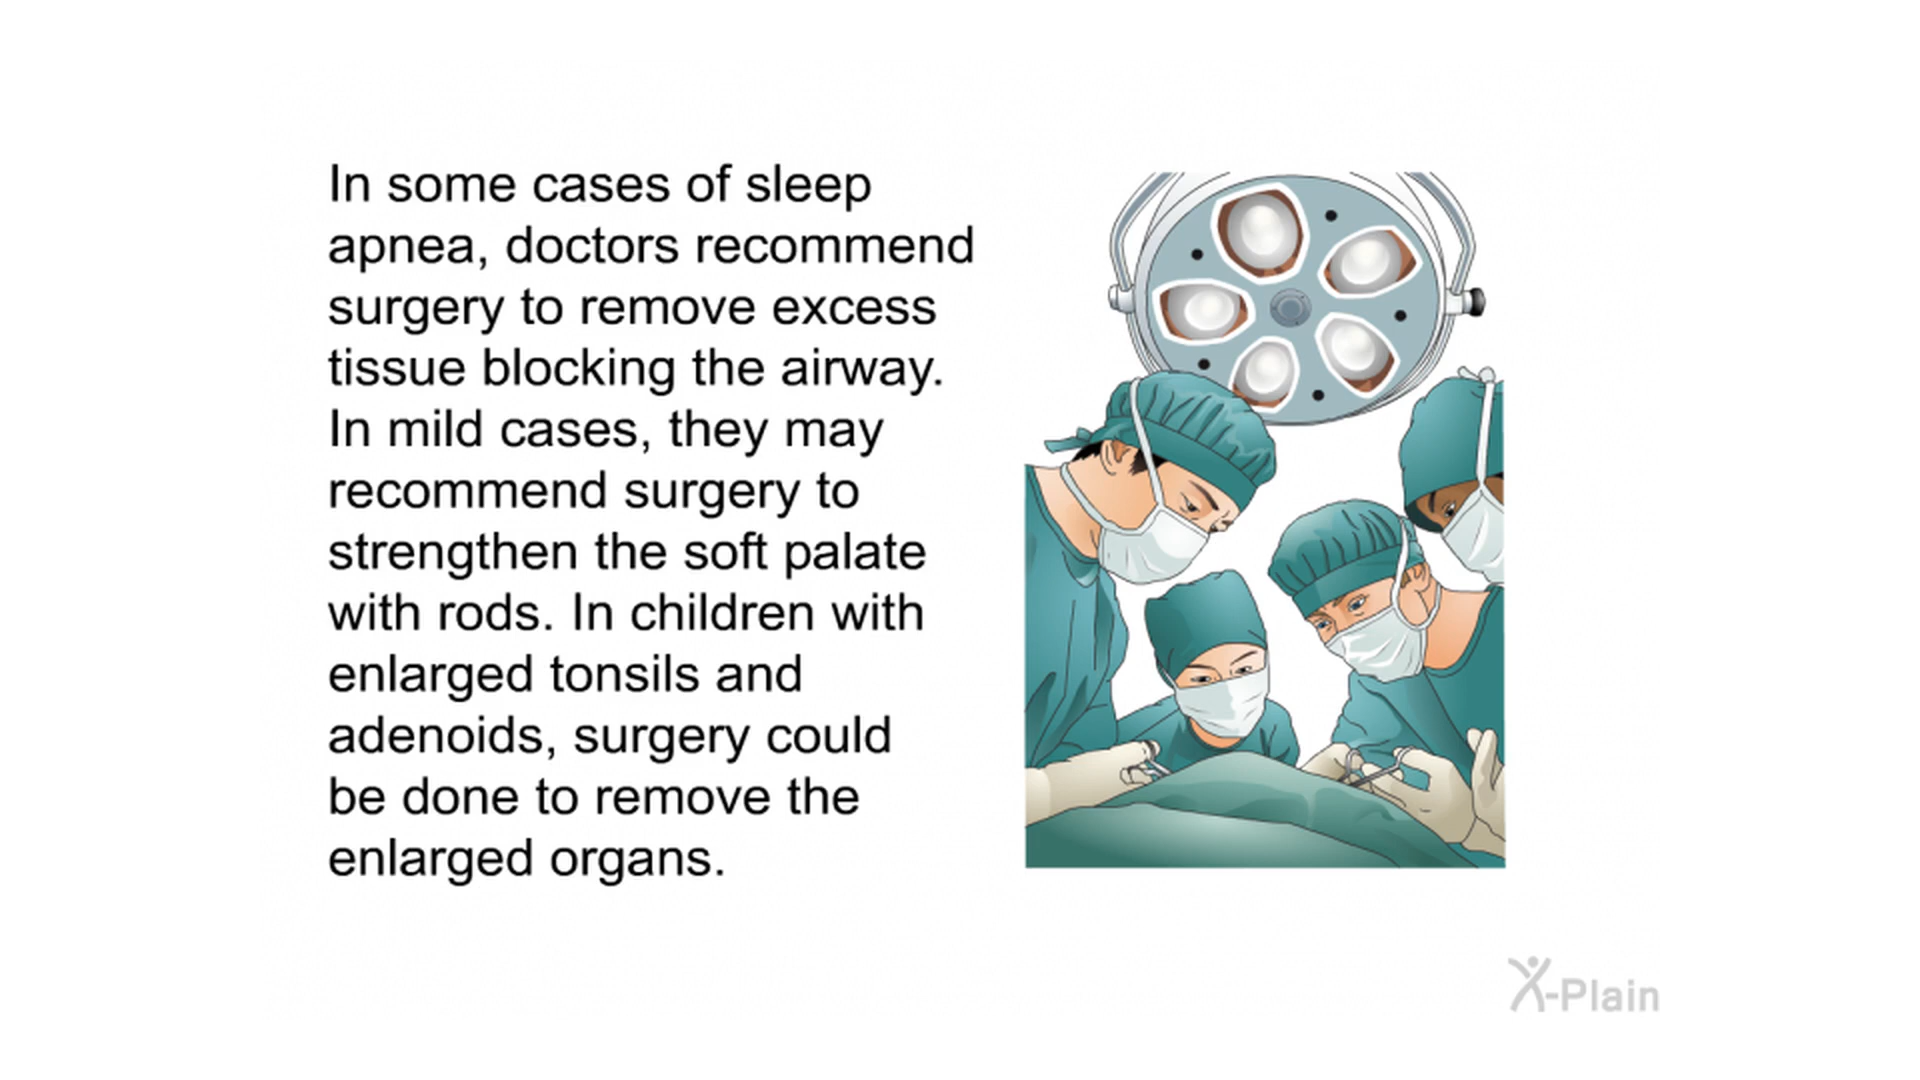 In some cases of sleep
apnea, doctors recommend
surgery to remove excess
tissue blocking the airway.
In mild cases, they may
recommend surgery to
strengthen the soft palate
with rods. In children with
enlarged tonsils and
adenoids, surgery could
be done to remove the
enlarged organs.
X-Plain